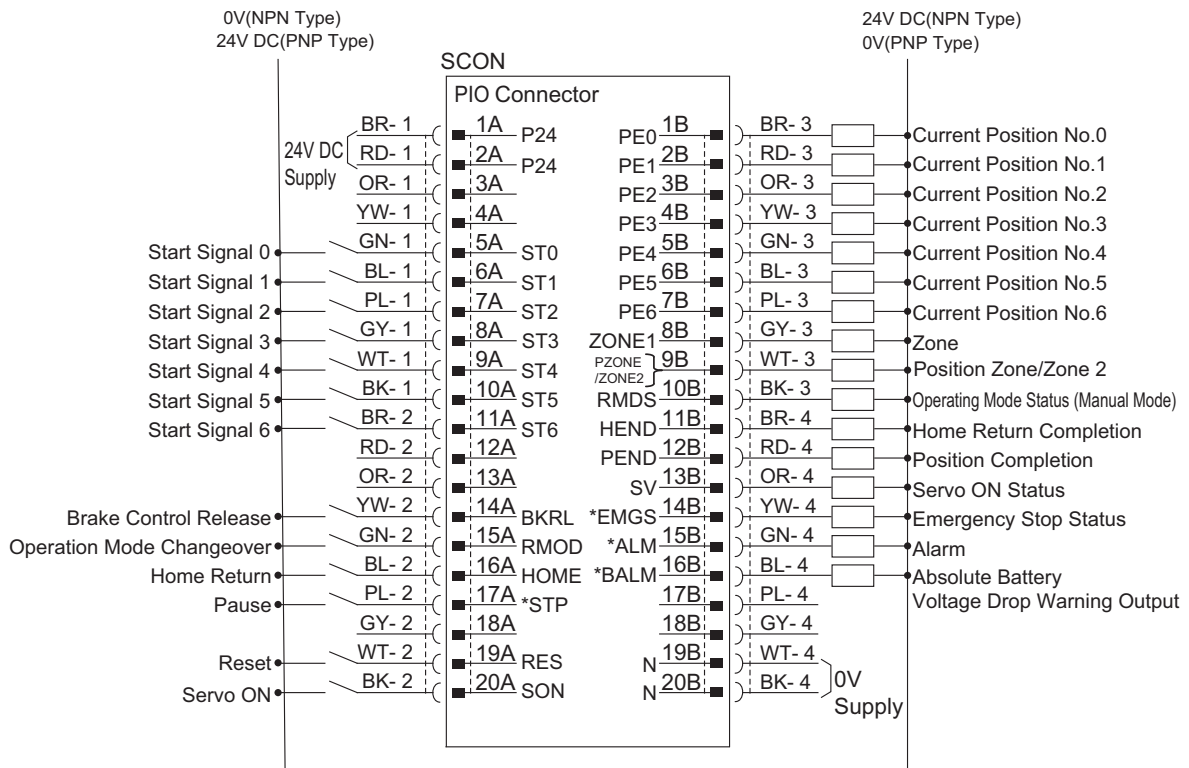 0V(NPN Type)
24V DC(PNP Type)
24V DC(NPN Type)
0V(PNP Type)
SCON
PIO Connector
24V DC
Supply
BR- 1 1A P24
RD- 1 2A P24
OR- 1 3A
YW- 1 4A
Start Signal 0 GN- 1 5A ST0
Start Signal 1 BL- 1 6A ST1
Start Signal 2 PL- 1 7A ST2
Start Signal 3 GY- 1 8A ST3
Start Signal 4 WT- 1 9A ST4
Start Signal 5 BK- 1 10A ST5
Start Signal 6 BR- 2 11A ST6
RD- 2 12A
OR- 2 13A
Brake Control Release YW- 2 14A BKRL
Operation Mode Changeover GN- 2 15A RMOD
Home Return BL- 2 16A HOME
Pause PL- 2 17A *STP
GY- 2 18A
Reset WT- 2 19A RES
Servo ON BK- 2 20A SON
PE0 1B BR- 3 Current Position No.0
PE1 2B RD- 3 Current Position No.1
PE2 3B OR- 3 Current Position No.2
PE3 4B YW- 3 Current Position No.3
PE4 5B GN- 3 Current Position No.4
PE5 6B BL- 3 Current Position No.5
PE6 7B PL- 3 Current Position No.6
ZONE1 8B GY- 3 Zone
PZONE
/ZONE2 9B WT- 3 Position Zone/Zone 2
RMDS 10B BK- 3 Operating Mode Status (Manual Mode)
HEND 11B BR- 4 Home Return Completion
PEND 12B RD- 4 Position Completion
SV 13B OR- 4 Servo ON Status
*EMGS 14B YW- 4 Emergency Stop Status
*ALM 15B GN- 4 Alarm
*BALM 16B BL- 4 Absolute Battery
Voltage Drop Warning Output
17B PL- 4
18B GY- 4
N 19B WT- 4
N 20B BK- 4
0V
Supply